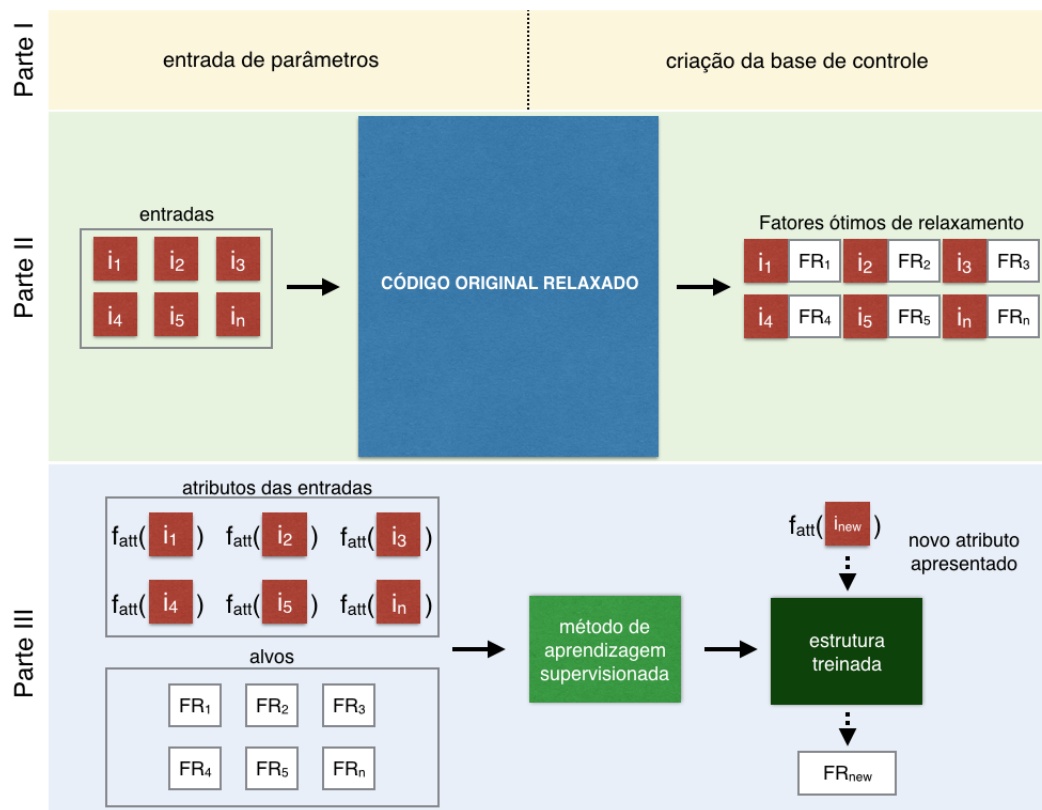 Parte I
entrada de parâmetros
criação da base de controle
Parte II
entradas
i1 i2 i3
i4 i5 in
CÓDIGO ORIGINAL RELAXADO
Fatores ótimos de relaxamento
i1 FR1 i2 FR2 i3 FR3
i4 FR4 i5 FR5 in FRn
Parte III
atributos das entradas
fatt( i1 ) fatt( i2 ) fatt( i3 )
fatt( i4 ) fatt( i5 ) fatt( in )
alvos
FR1 FR2 FR3
FR4 FR5 FRn
método de
aprendizagem
supervisionada
fatt( inew )
novo atributo
apresentado
estrutura
treinada
FRnew